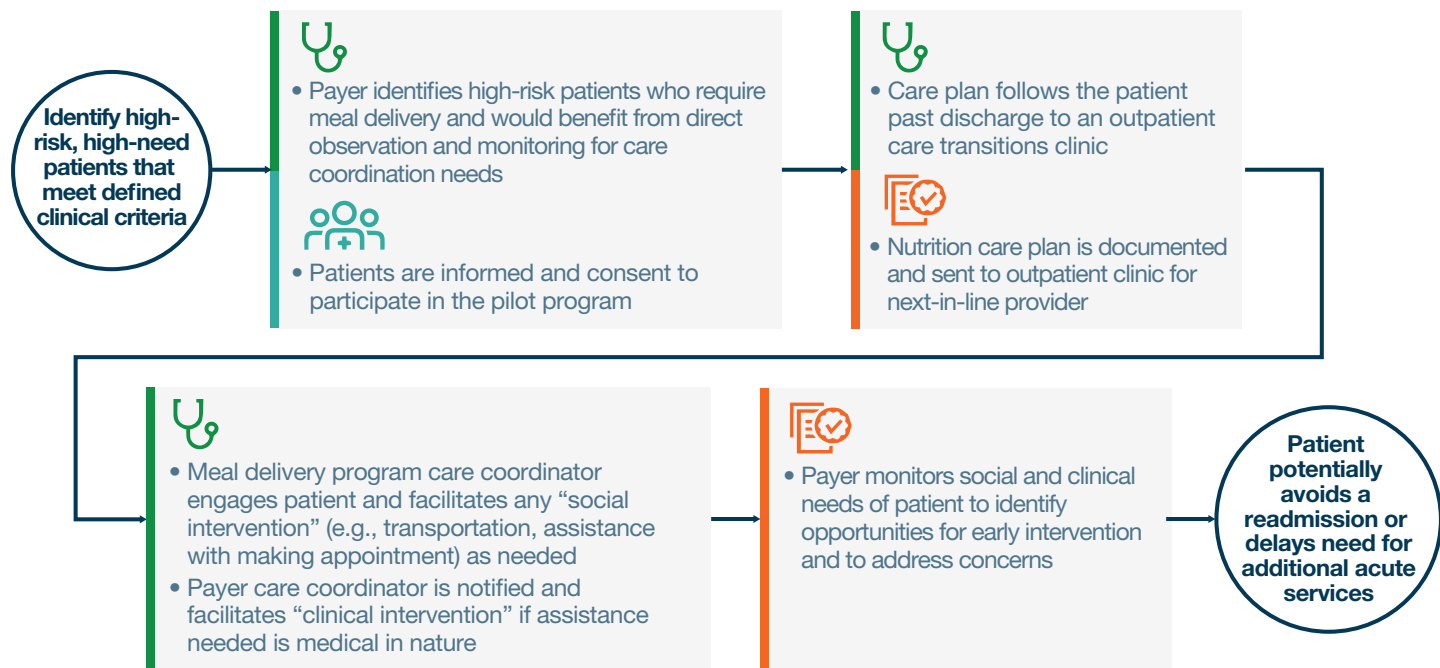 Identify high-
risk, high-need
patients that
meet defined
clinical criteria
• Payer identifies high-risk patients who require
meal delivery and would benefit from direct
observation and monitoring for care
coordination needs
• Patients are informed and consent to
participate in the pilot program
• Care plan follows the patient
past discharge to an outpatient
care transitions clinic
• Nutrition care plan is documented
and sent to outpatient clinic for
next-in-line provider
• Meal delivery program care coordinator
engages patient and facilitates any “social
intervention” (e.g., transportation, assistance
with making appointment) as needed
• Payer care coordinator is notified and
facilitates “clinical intervention” if assistance
needed is medical in nature
• Payer monitors social and clinical
needs of patient to identify
opportunities for early intervention
and to address concerns
Patient
potentially
avoids a
readmission or
delays need for
additional acute
services